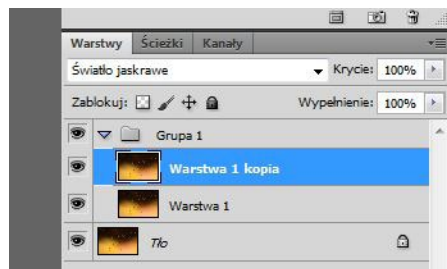 Warstwy Ścieżki Kanały
Światło jaskrawe Krycie: 100%
Zablokuj: Wypełnienie: 100%
Grupa 1
Warstwa 1 kopia
Warstwa 1
Tło